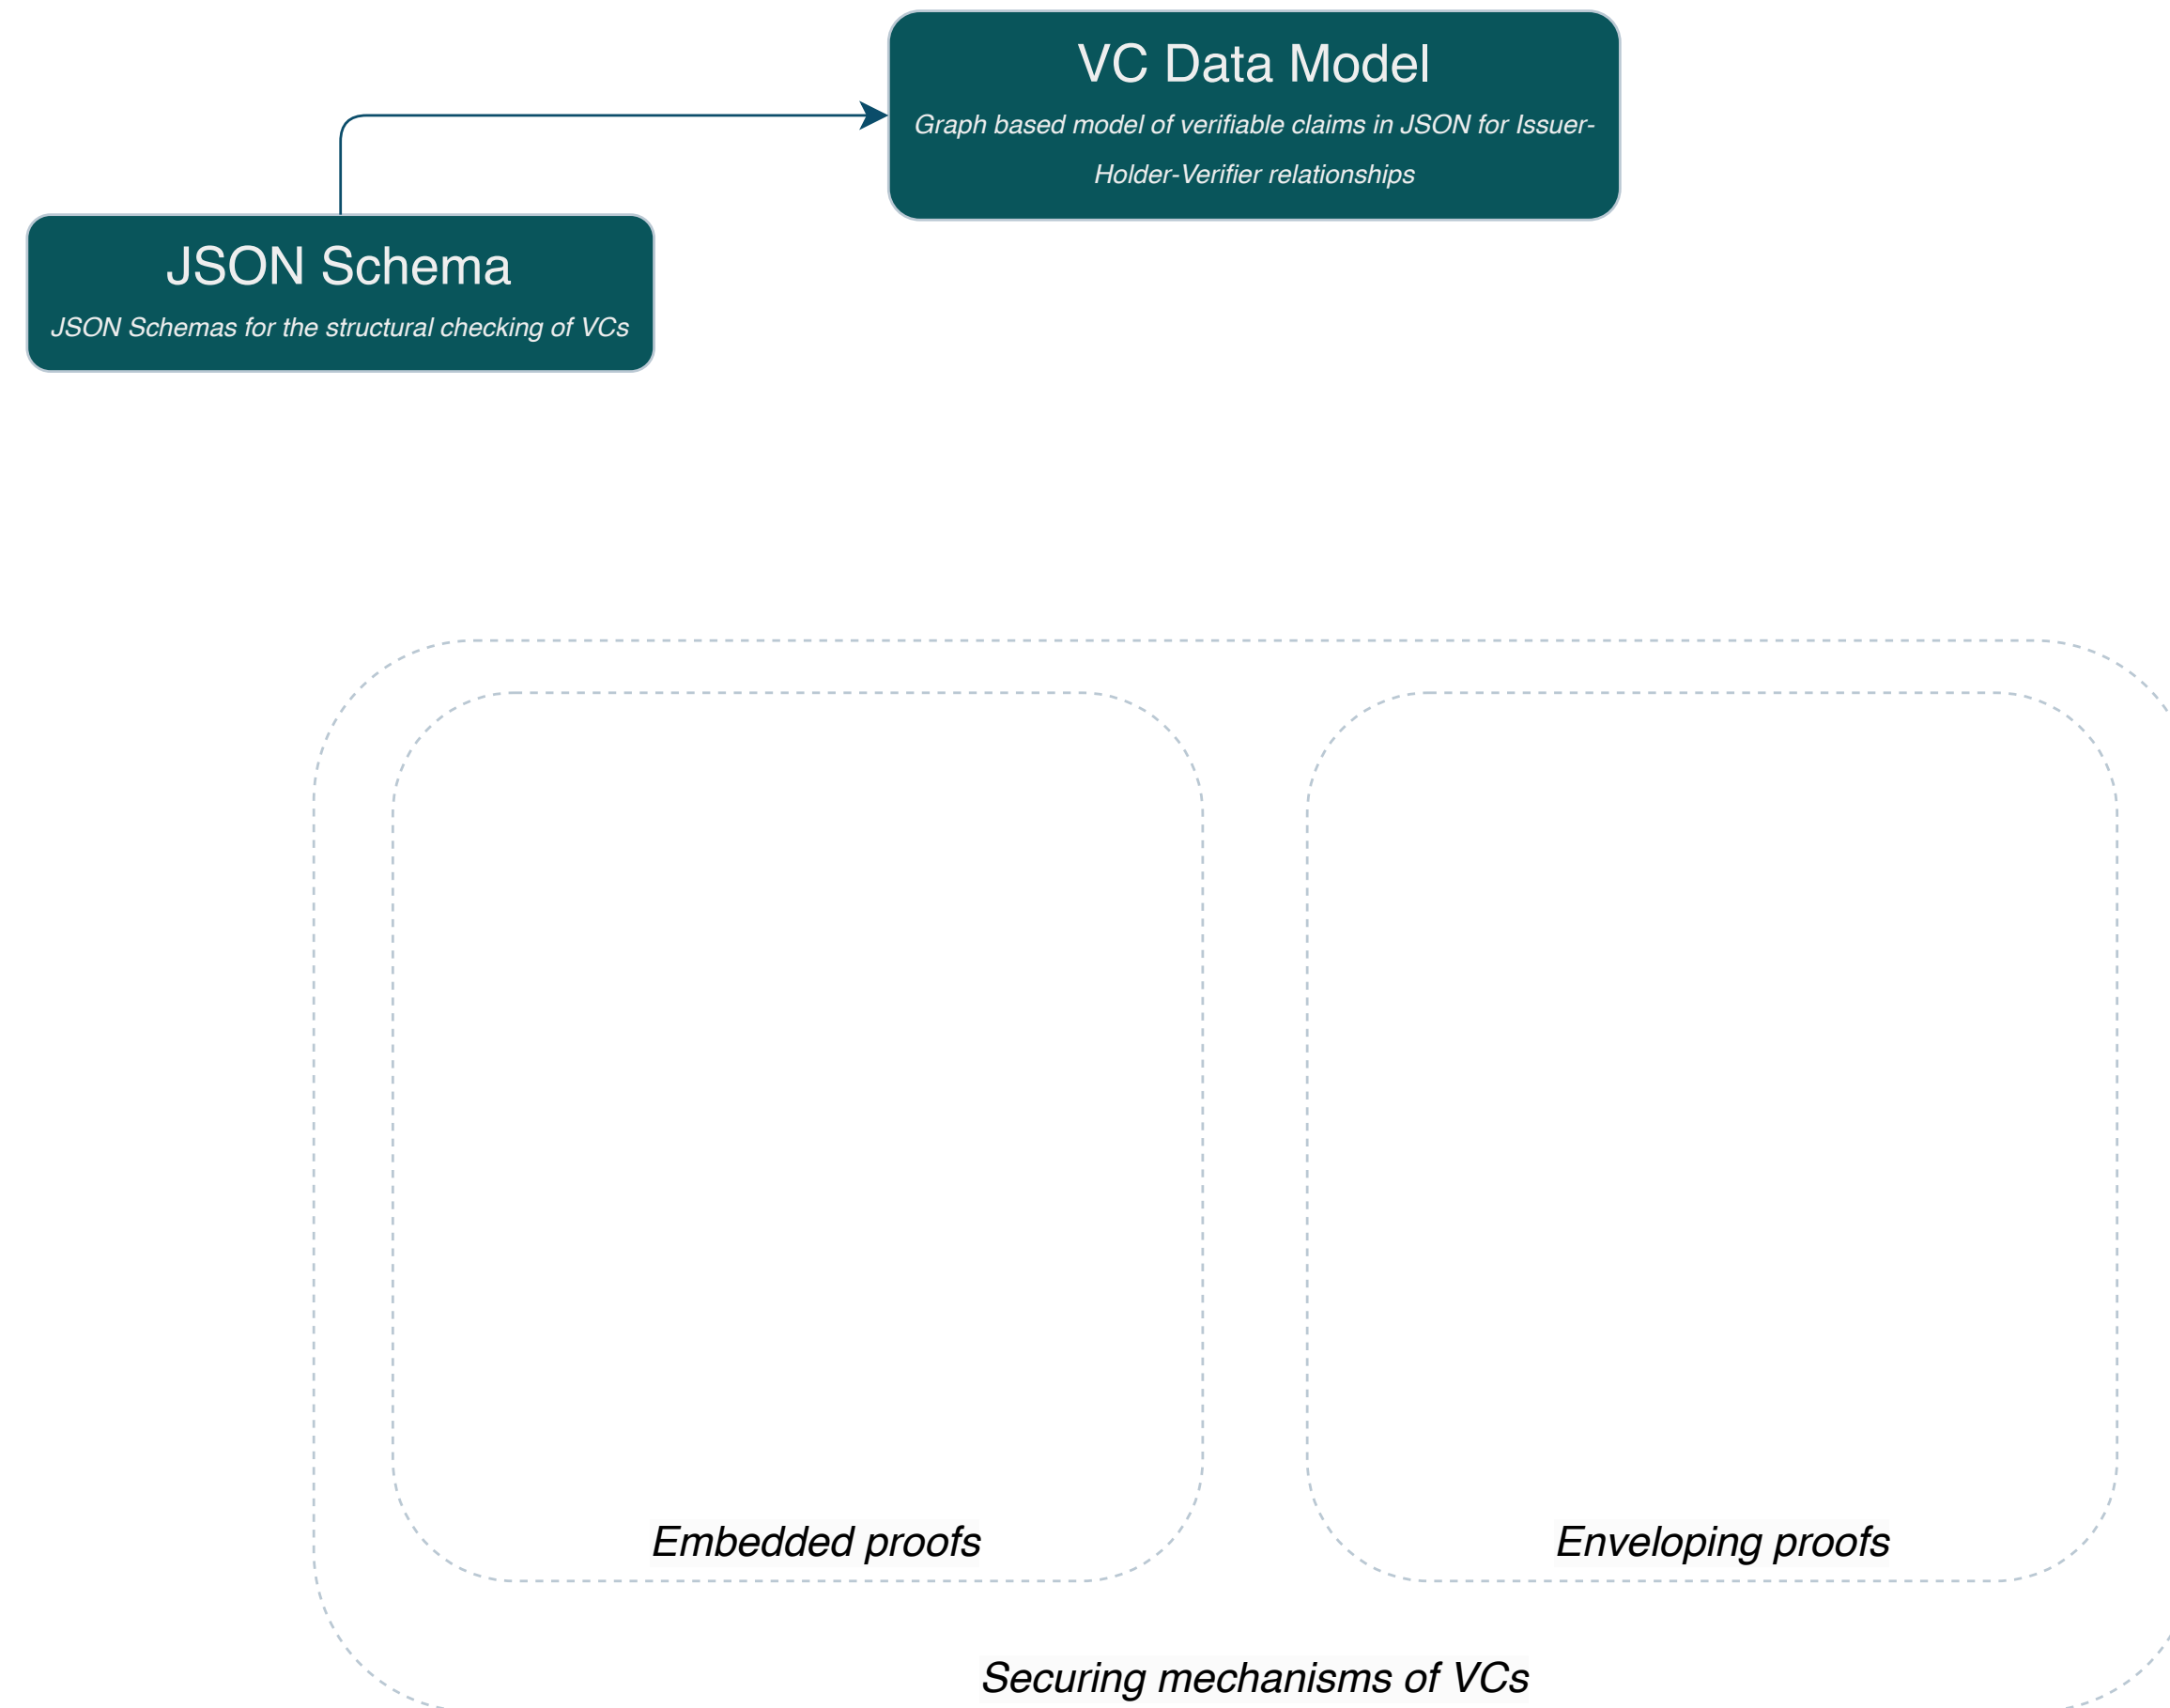 VC Data Model
Graph based model of verifiable claims in JSON for Issuer-
Holder-Verifier relationships
JSON Schema
JSON Schemas for the structural checking of VCs
Embedded proofs
Enveloping proofs
Securing mechanisms of VCs